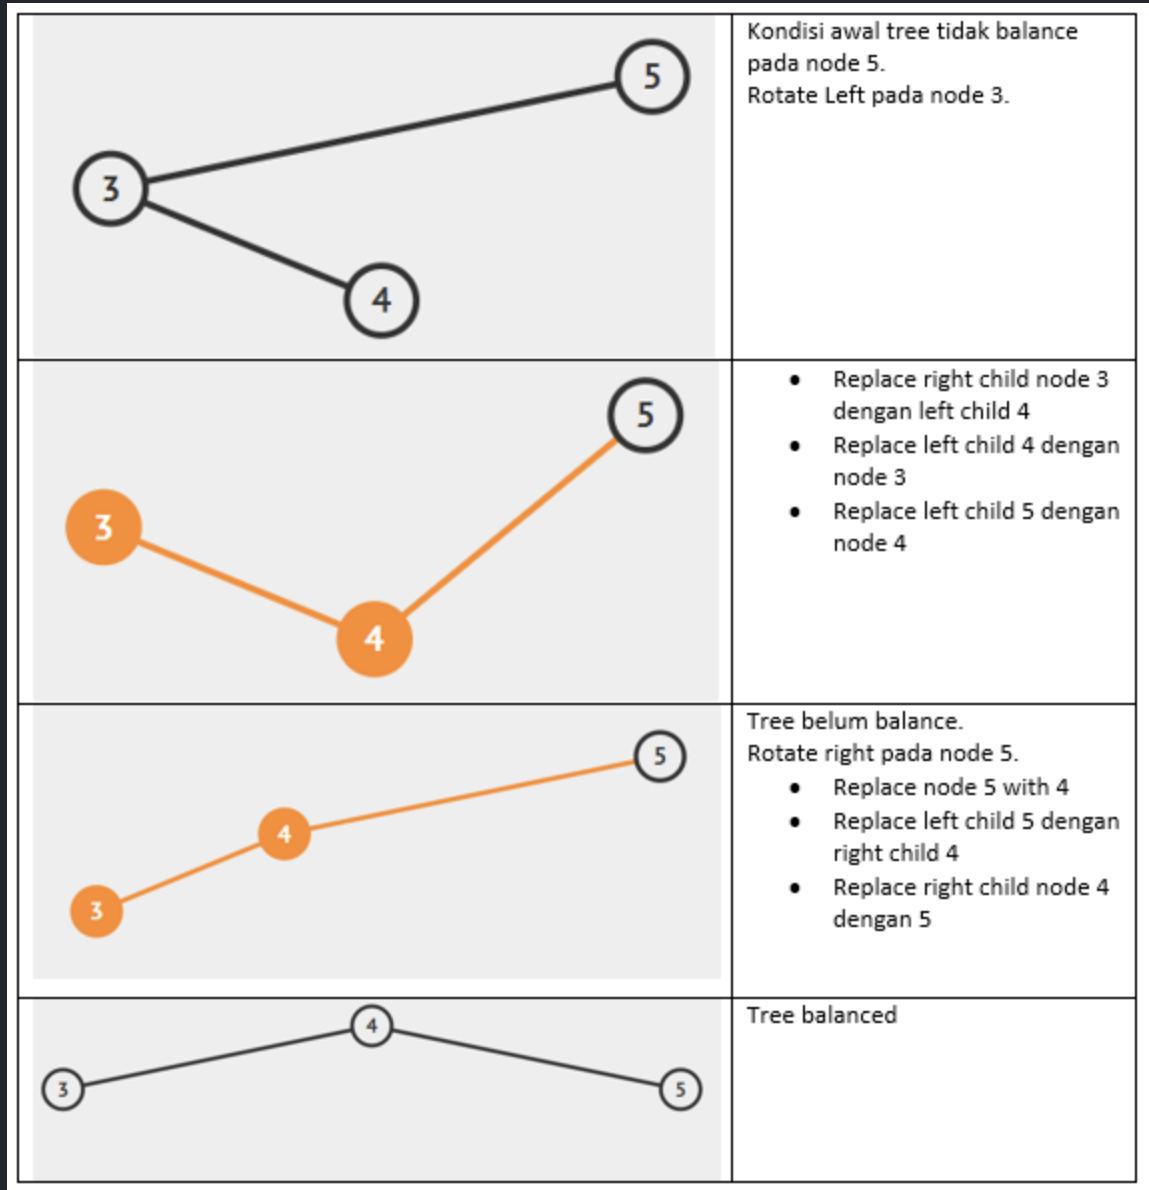 5
3
4
Kondisi awal tree tidak balance
pada node 5.
Rotate Left pada node 3.
5
3
4
• Replace right child node 3
dengan left child 4
• Replace left child 4 dengan
node 3
• Replace left child 5 dengan
node 4
5
4
3
Tree belum balance.
Rotate right pada node 5.
• Replace node 5 with 4
• Replace left child 5 dengan
right child 4
• Replace right child node 4
dengan 5
4
3
5
Tree balanced